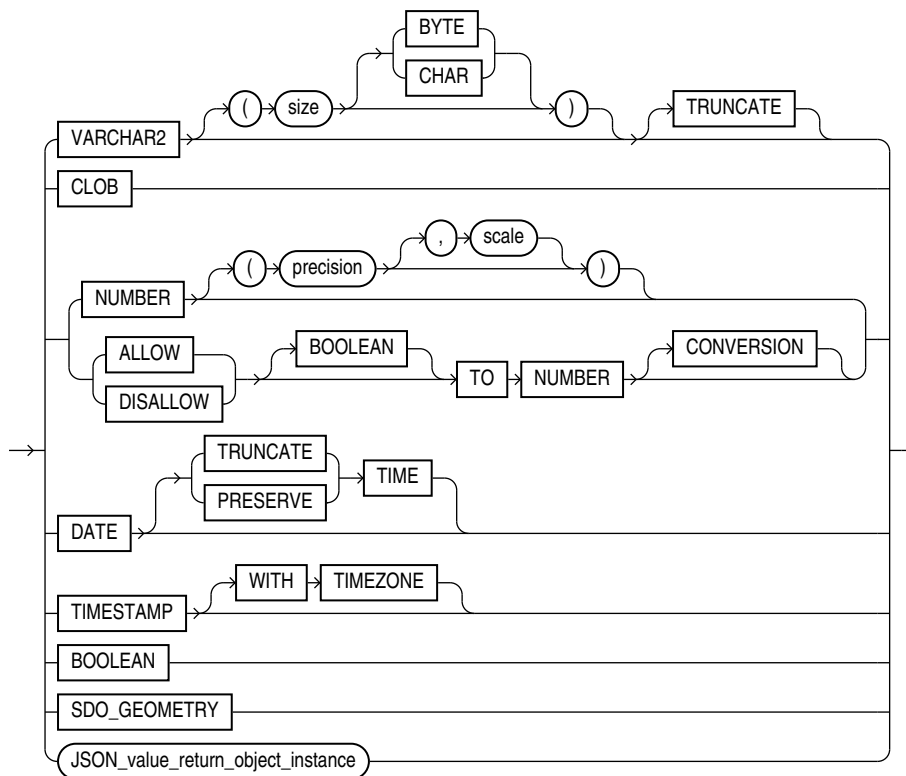 BYTE
CHAR
( size ) TRUNCATE
VARCHAR2
CLOB
, scale
( precision )
NUMBER
ALLOW BOOLEAN CONVERSION
DISALLOW TO NUMBER
TRUNCATE TIME
PRESERVE
DATE
WITH TIMEZONE
TIMESTAMP
BOOLEAN
SDO_GEOMETRY
JSON_value_return_object_instance